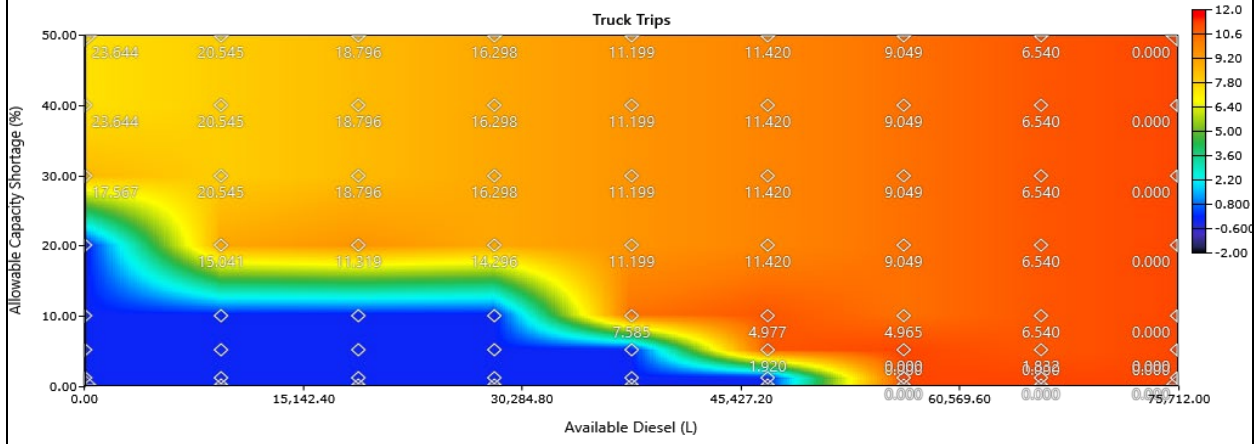 Truck Trips
12.0
10.6
9.20
7.80
6.40
5.00
3.60
2.20
0.800
-0.600
-2.00
Allowable Capacity Shortage (%)
50.00
23.644 20.545 18.796 16.298 11.199 11.420 9.049 6.540 0.000
40.00
23.644 20.545 18.796 16.298 11.199 11.420 9.049 6.540 0.000
30.00
17.567 20.545 18.796 16.298 11.199 11.420 9.049 6.540 0.000
20.00
15.041 11.319 14.296 11.199 11.420 9.049 6.540 0.000
10.00
7.585 4.977 4.965 6.540 0.000
1.920 0.000 1.832 0.000
0.00
0.000 0.000 0.000
0.00 15,142.40 30,284.80 45,427.20 60,569.60 75,712.00
Available Diesel (L)